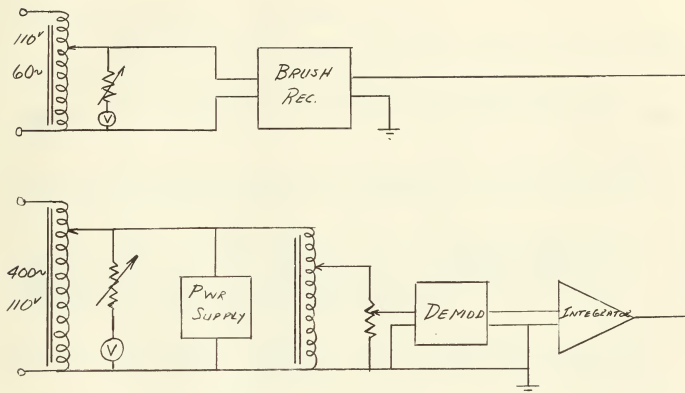 110v
60~
V
BRUSH
REC.
400~
110v
V
PWR
SUPPLY
DEMOD
INTEGRATOR